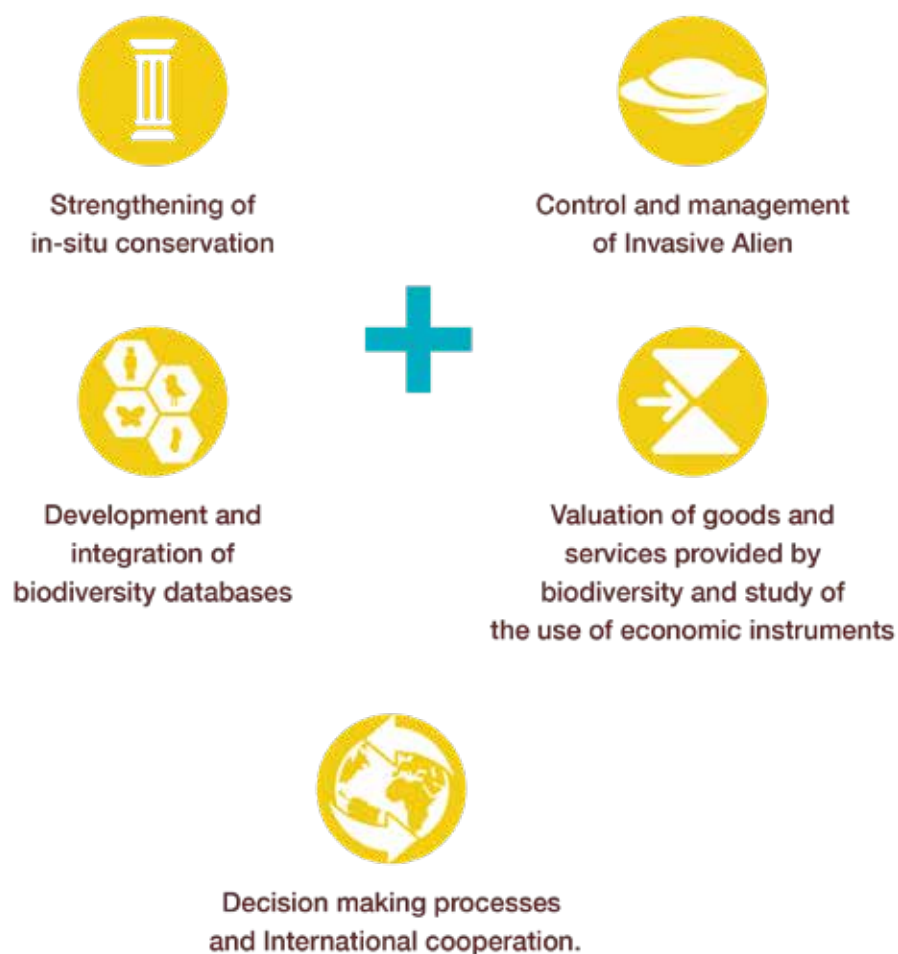 Strengthening of
in-situ conservation
Control and management
of Invasive Alien
Development and
integration of
biodiversity databases
Valuation of goods and
services provided by
biodiversity and study of
the use of economic instruments
Decision making processes
and International cooperation.